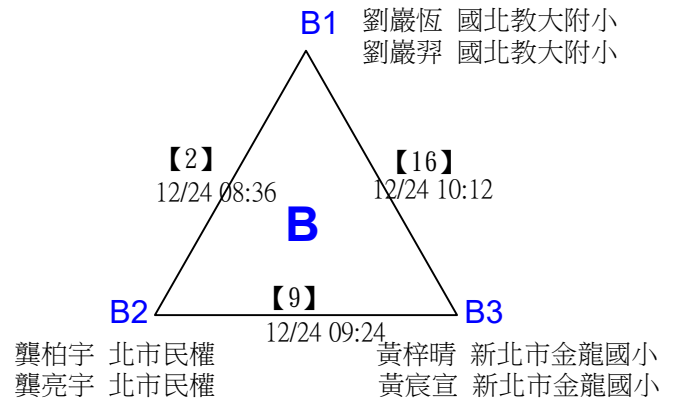 B1 劉巖恆 國北教大附小
劉巖羿 國北教大附小
【2】
12/24 08:36
【16】
12/24 10:12
B
B2
【9】
12/24 09:24
B3
龔柏宇 北市民權
龔亮宇 北市民權
黃梓晴 新北市金龍國小
黃宸宣 新北市金龍國小